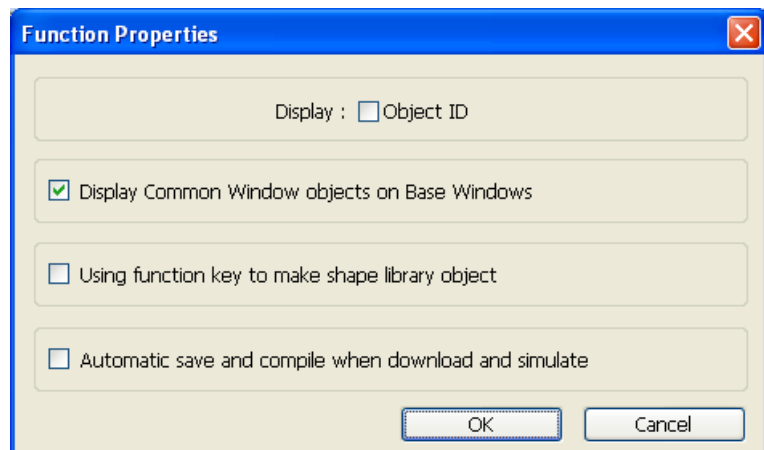 Function Properties
Display : Object ID
Display Common Window objects on Base Windows
Using function key to make shape library object
Automatic save and compile when download and simulate
OK Cancel